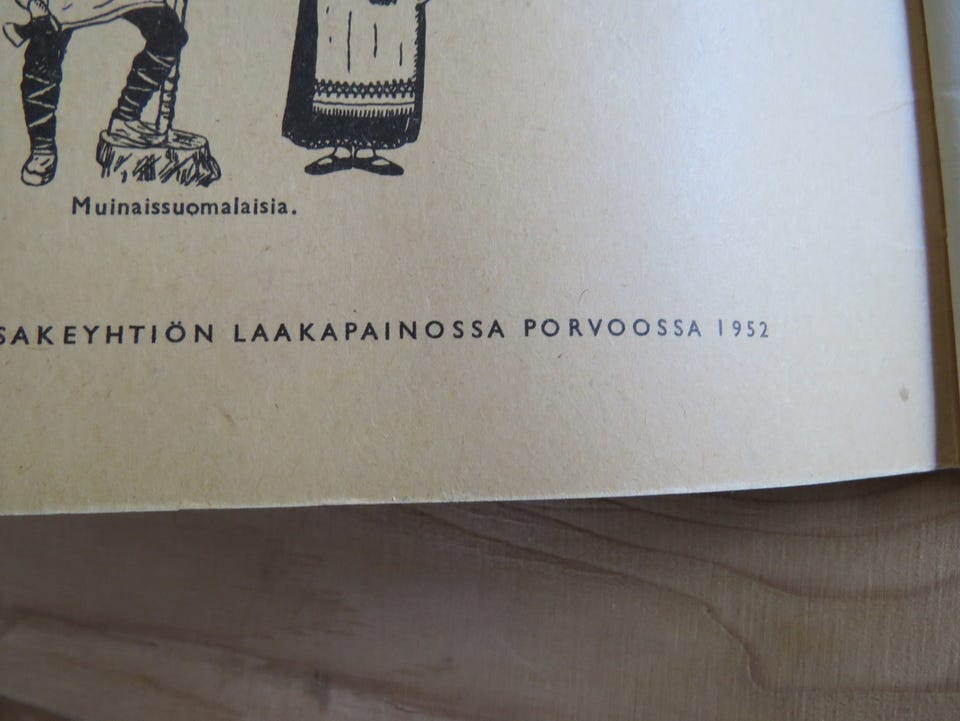 Muinaissuomalaisia.
SAKEYHTIÖN LAAKAPAINOSSA PORVOOSSA 1952